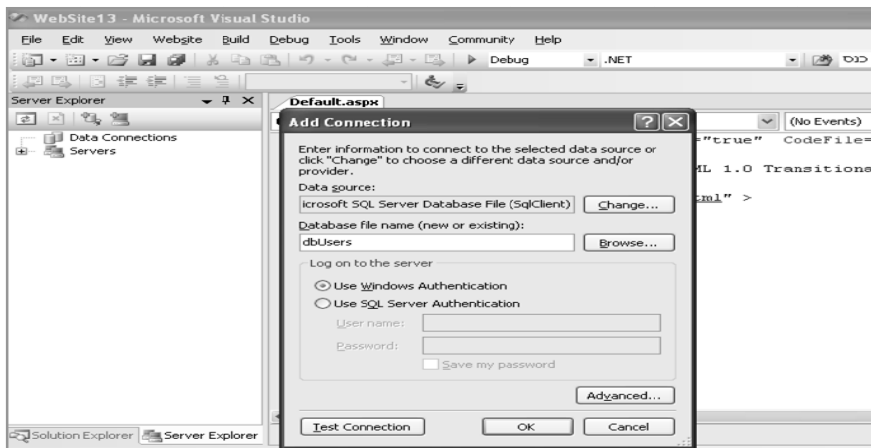 WebSite13 - Microsoft Visual Studio
File Edit View Website Build Debug Tools Window Community Help
Debug .NET כנס
Server Explorer
Default.aspx
Data Connections
Servers
(No Events)
="true" CodeFile=
ML 1.0 Transitiona
tml" >
Add Connection
Enter information to connect to the selected data source or
click "Change" to choose a different data source and/or
provider.
Data source:
icrosoft SQL Server Database File (SqlClient) Change...
Database file name (new or existing):
dbUsers Browse...
Log on to the server
Use Windows Authentication
Use SQL Server Authentication
User name:
Password:
Save my password
Advanced...
Test Connection OK Cancel
Solution Explorer Server Explorer